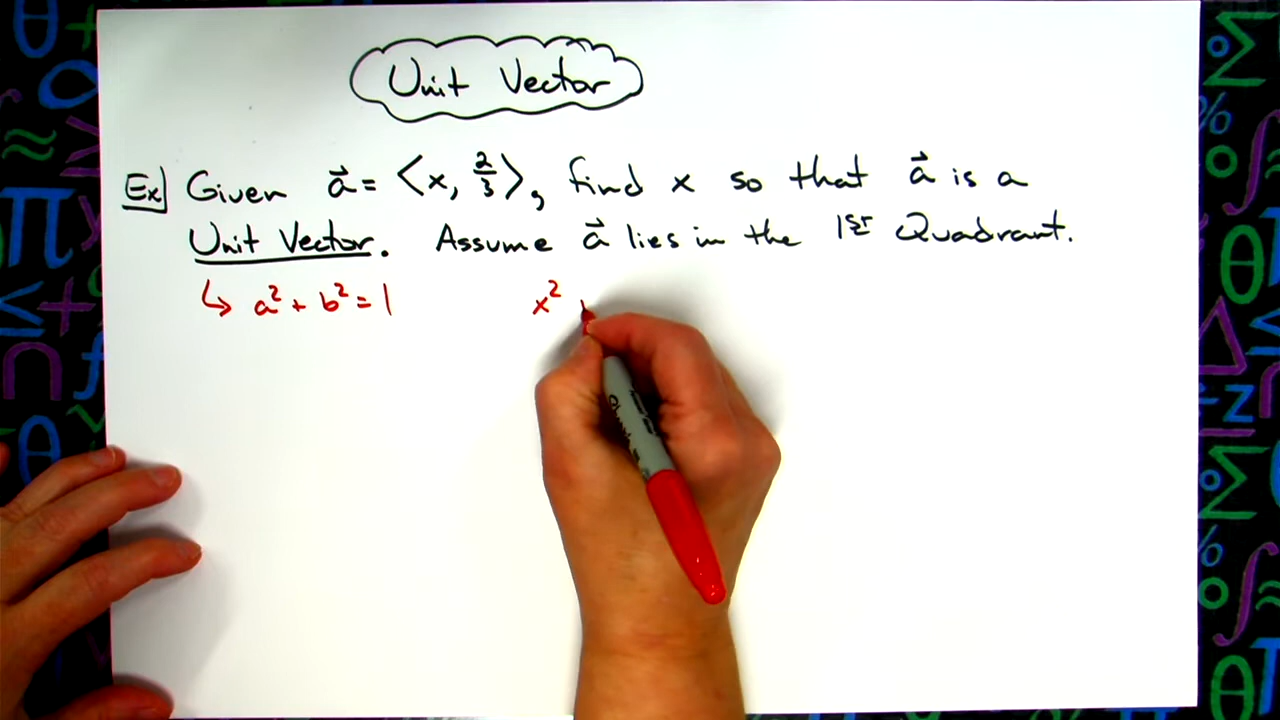 Unit Vector
Ex) Given a⃗ = ⟨x, 2/3⟩, find x so that a⃗ is a
Unit Vector. Assume a⃗ lies in the 1st Quadrant.
↳ a² + b² = 1 x²